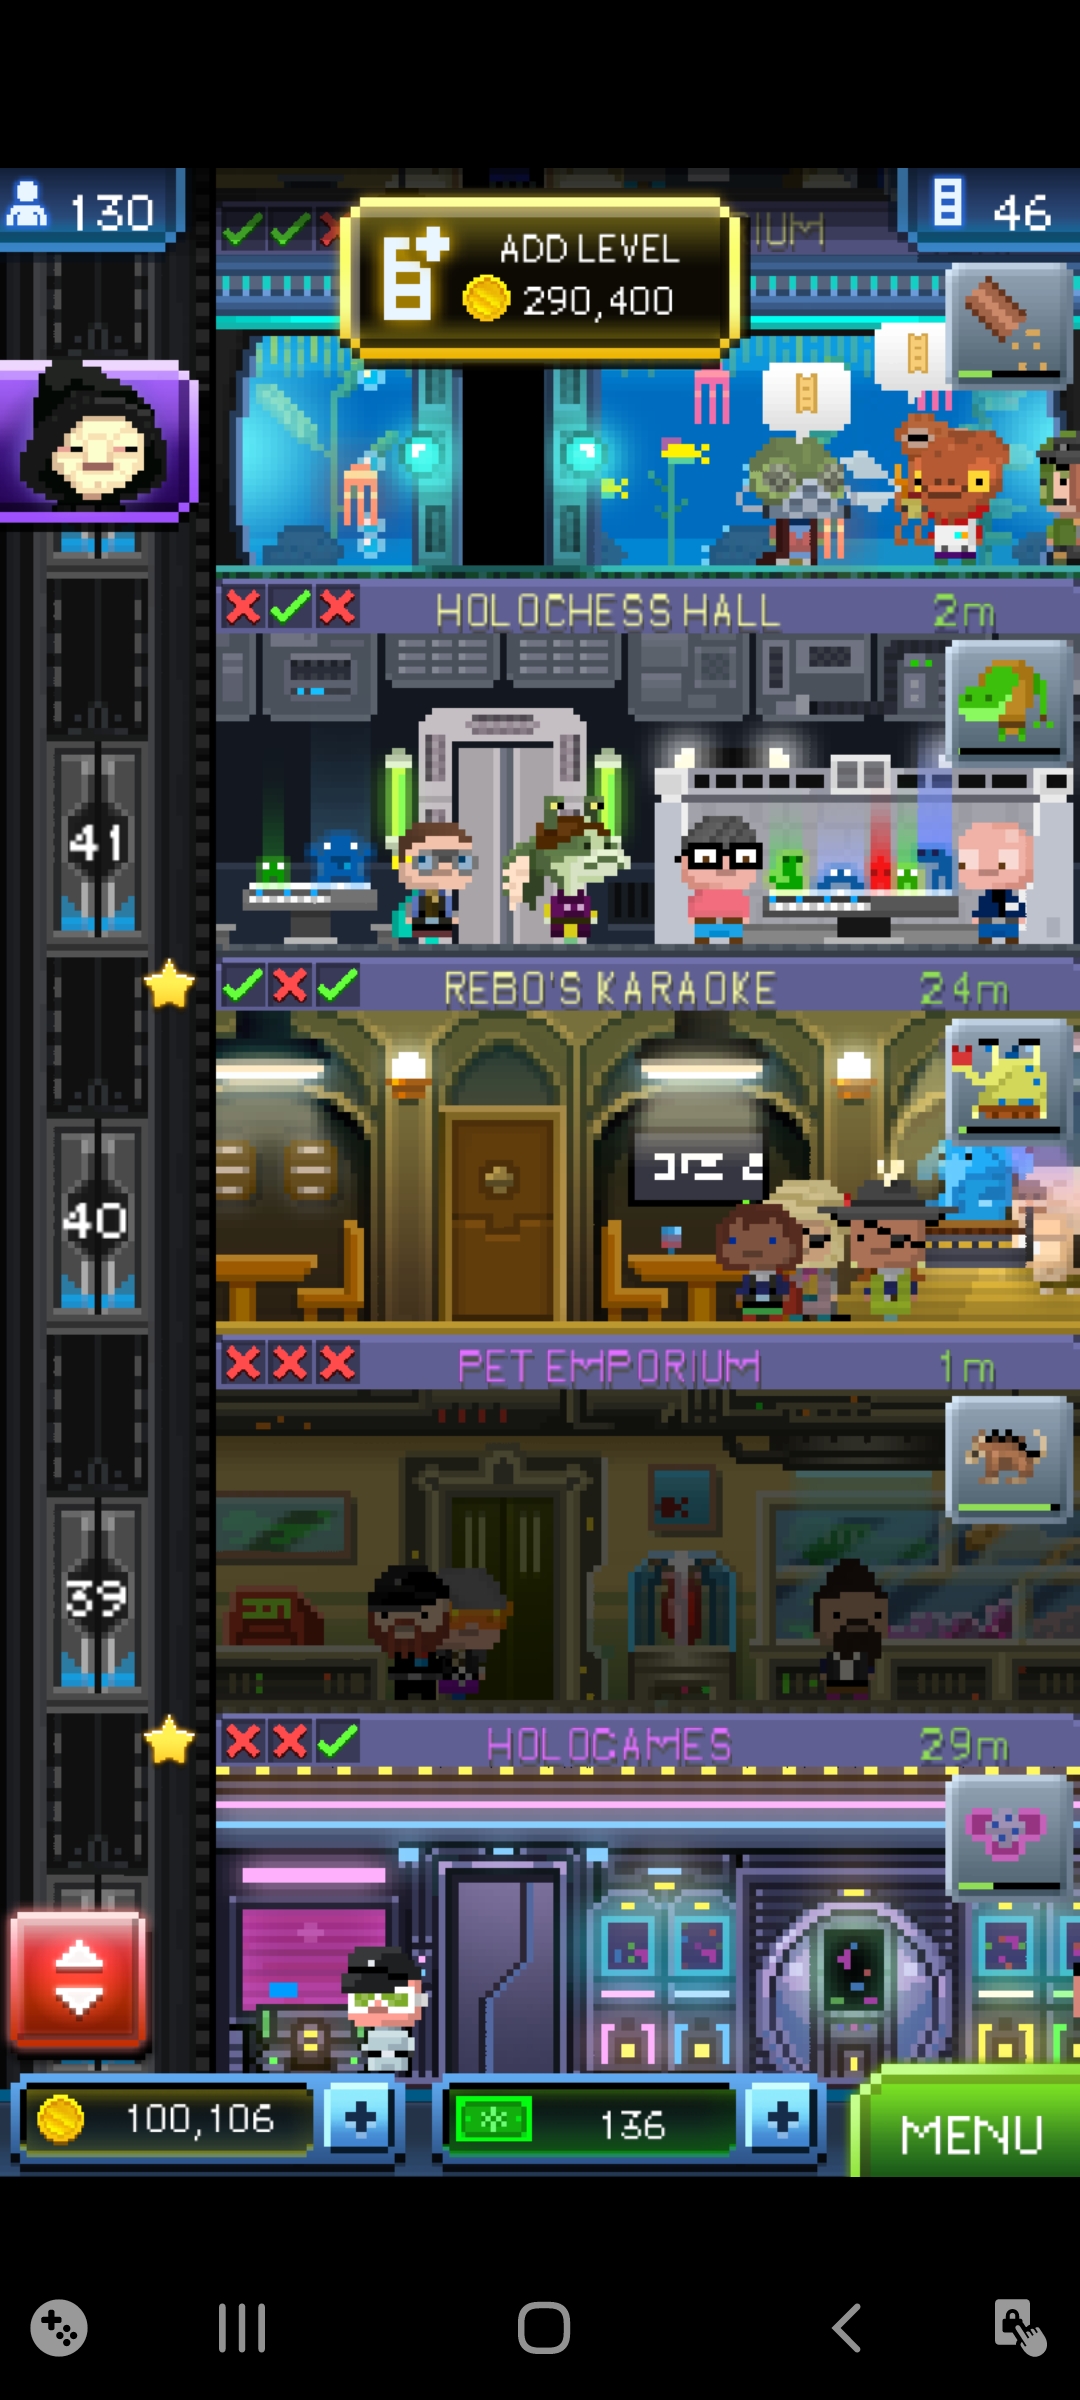 130
46
IUM
ADD LEVEL
290,400
HOLOCHESS HALL 2m
41
REBO'S KARAOKE 24m
40
PET EMPORIUM 1m
39
HOLOGAMES 29m
100,106
136
MENU